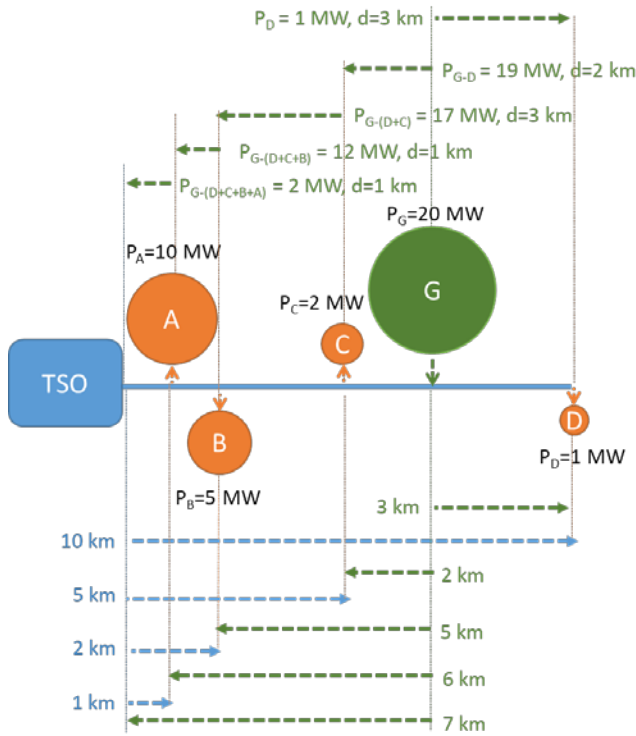 P_D = 1 MW, d=3 km
P_G-D = 19 MW, d=2 km
P_G-(D+C) = 17 MW, d=3 km
P_G-(D+C+B) = 12 MW, d=1 km
P_G-(D+C+B+A) = 2 MW, d=1 km
P_G=20 MW
P_A=10 MW
G
P_C=2 MW
A
C
TSO
D
B
P_D=1 MW
P_B=5 MW
3 km
10 km
2 km
5 km
5 km
2 km
6 km
1 km
7 km